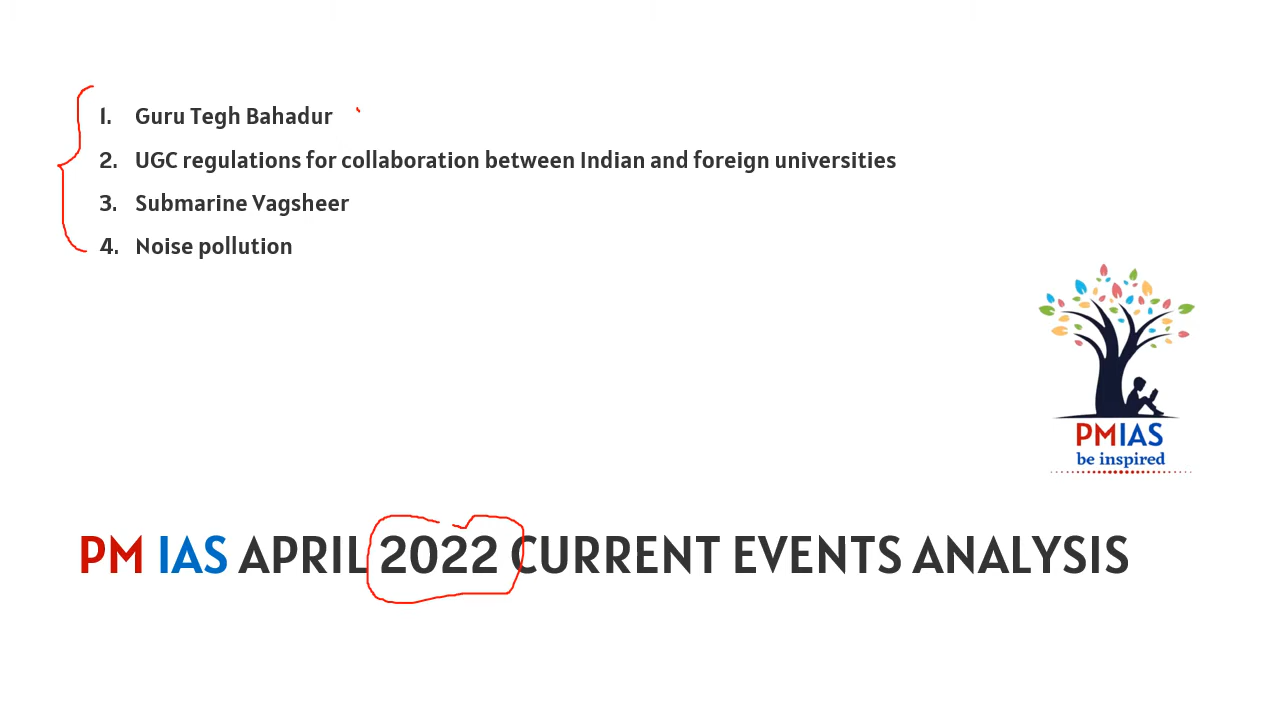 1. Guru Tegh Bahadur
2. UGC regulations for collaboration between Indian and foreign universities
3. Submarine Vagsheer
4. Noise pollution
PMIAS
be inspired
PM IAS APRIL 2022 CURRENT EVENTS ANALYSIS